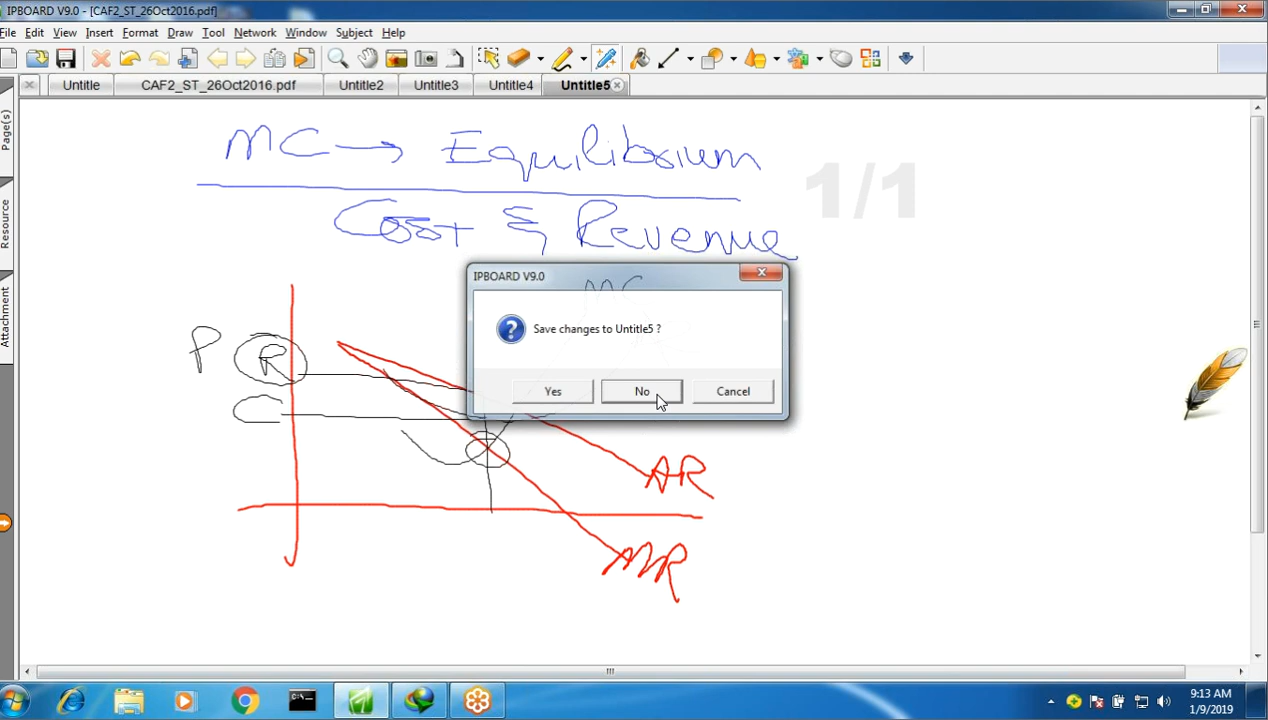 IPBOARD V9.0 - [CAF2_ST_26Oct2016.pdf]
File Edit View Insert Format Draw Tool Network Window Subject Help
Untitle CAF2_ST_26Oct2016.pdf Untitle2 Untitle3 Untitle4 Untitle5
Page(s)
Resource
Attachment
MC → Equilibrium
Cost & Revenue
1/1
MC
IPBOARD V9.0
Save changes to Untitle5 ?
Yes No Cancel
P R
C
AR
MR
9:13 AM
1/9/2019